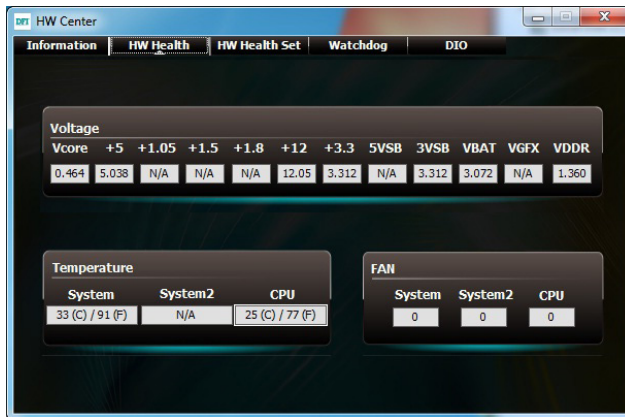 DFI HW Center
Information HW Health HW Health Set Watchdog DIO
Voltage
Vcore +5 +1.05 +1.5 +1.8 +12 +3.3 5VSB 3VSB VBAT VGFX VDDR
0.464 5.038 N/A N/A N/A 12.05 3.312 N/A 3.312 3.072 N/A 1.360
Temperature
System System2 CPU
33 (C) / 91 (F) N/A 25 (C) / 77 (F)
FAN
System System2 CPU
0 0 0